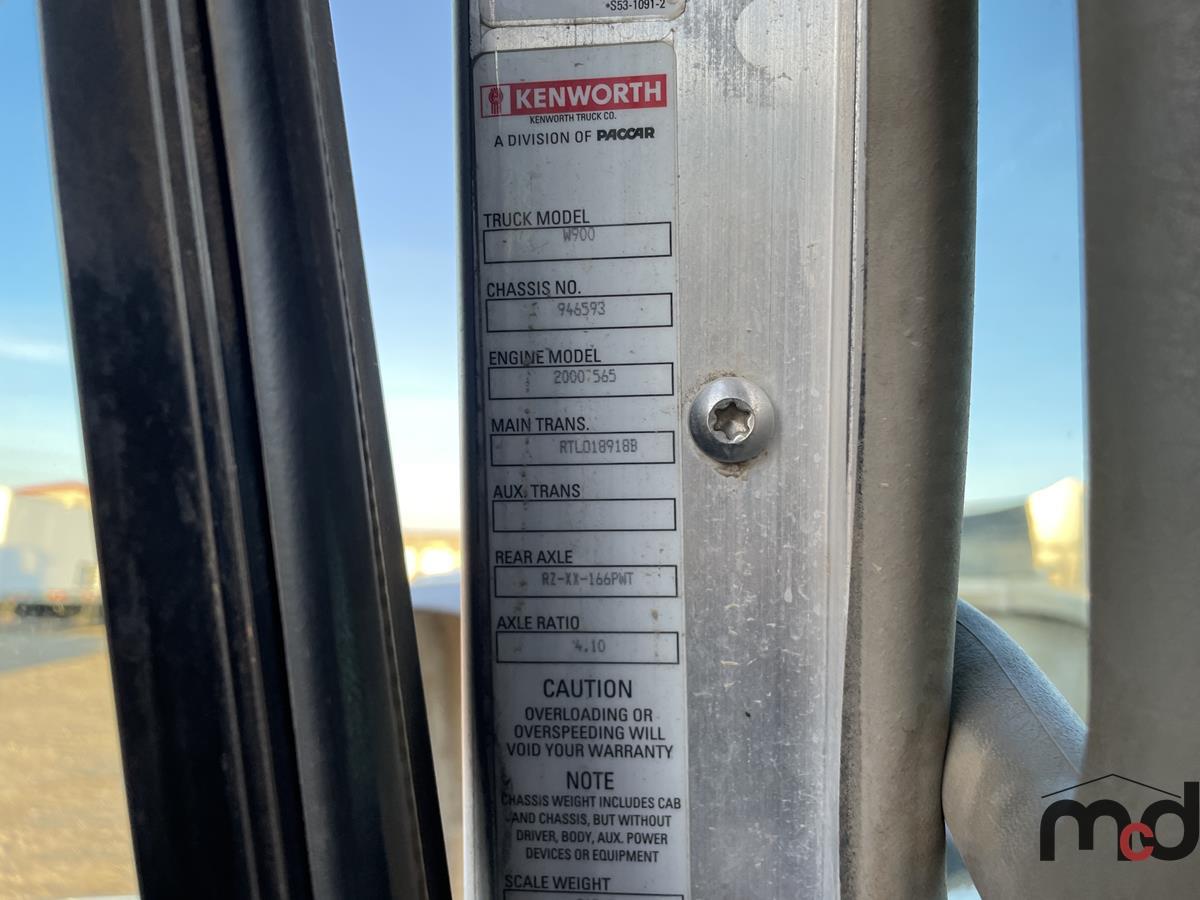 *S53-1091-2
KENWORTH
KENWORTH TRUCK CO.
A DIVISION OF PACCAR
TRUCK MODEL
W900
CHASSIS NO.
946593
ENGINE MODEL
2000 565
MAIN TRANS.
RTLO18918B
AUX. TRANS
REAR AXLE
RZ-XX-166PWT
AXLE RATIO
4.10
CAUTION
OVERLOADING OR
OVERSPEEDING WILL
VOID YOUR WARRANTY
NOTE
CHASSIS WEIGHT INCLUDES CAB
AND CHASSIS, BUT WITHOUT
DRIVER, BODY, AUX. POWER
DEVICES OR EQUIPMENT
SCALE WEIGHT
mcd